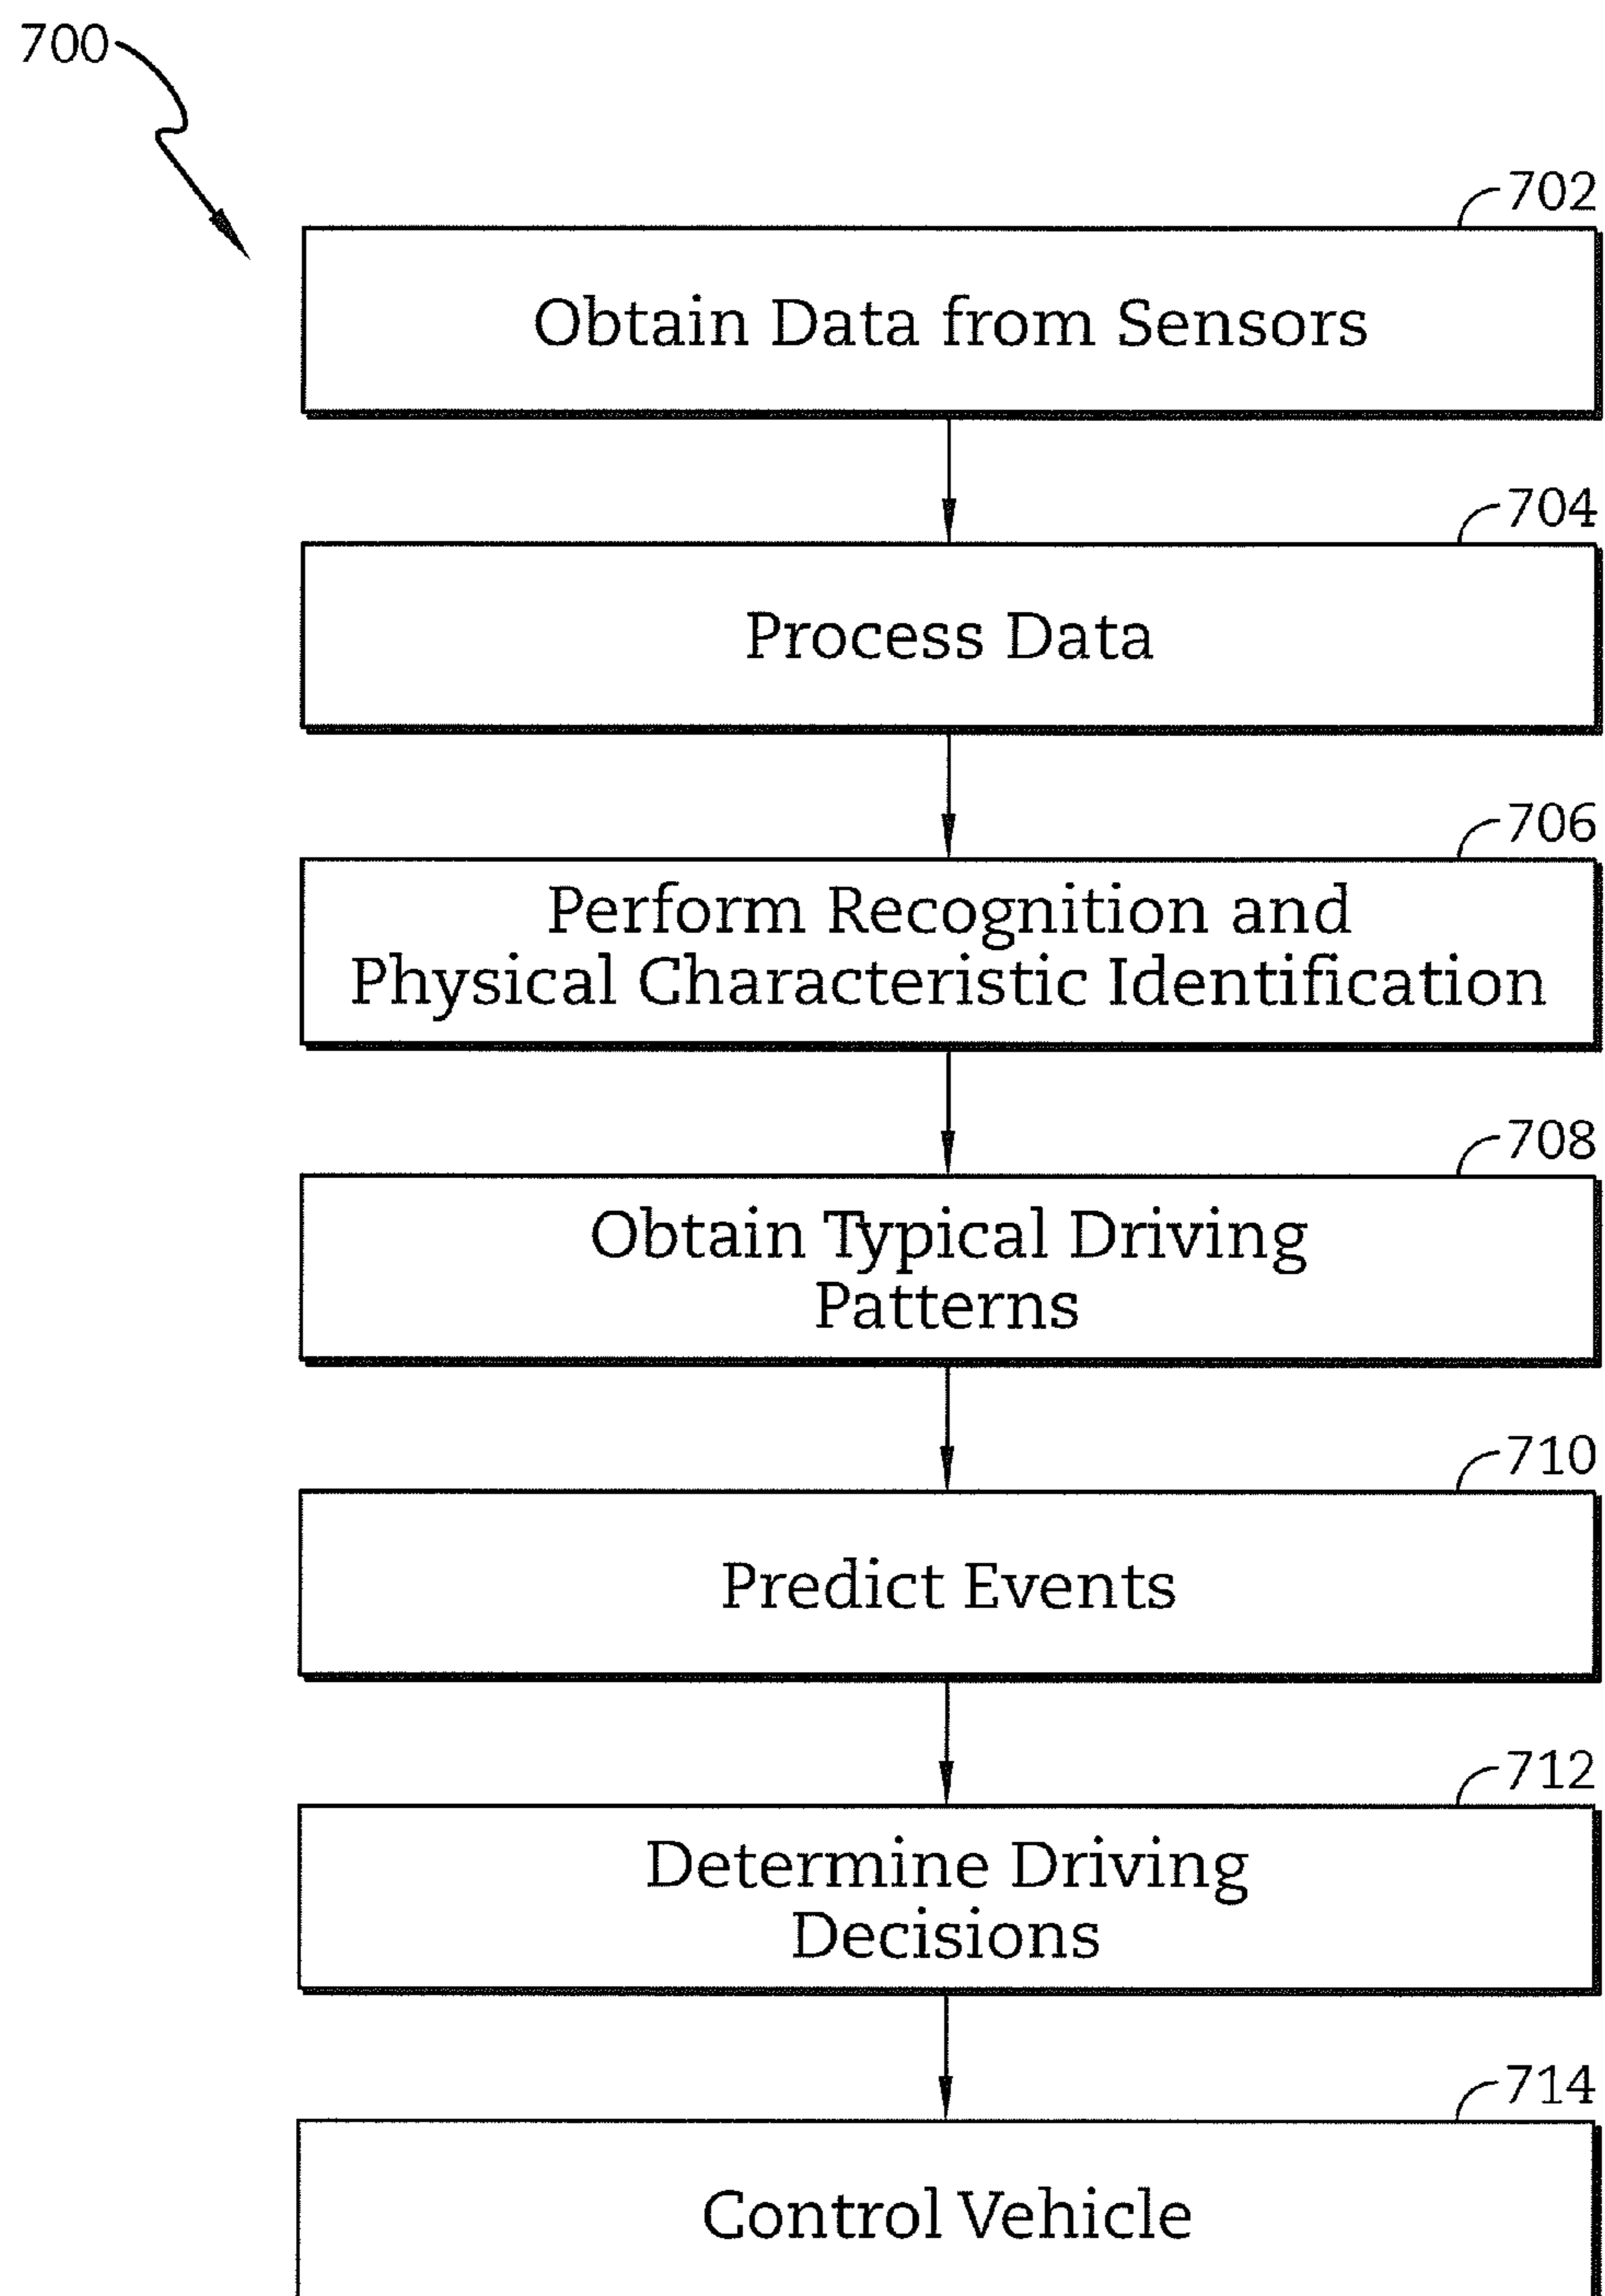 700
702
Obtain Data from Sensors
704
Process Data
706
Perform Recognition and
Physical Characteristic Identification
708
Obtain Typical Driving
Patterns
710
Predict Events
712
Determine Driving
Decisions
714
Control Vehicle